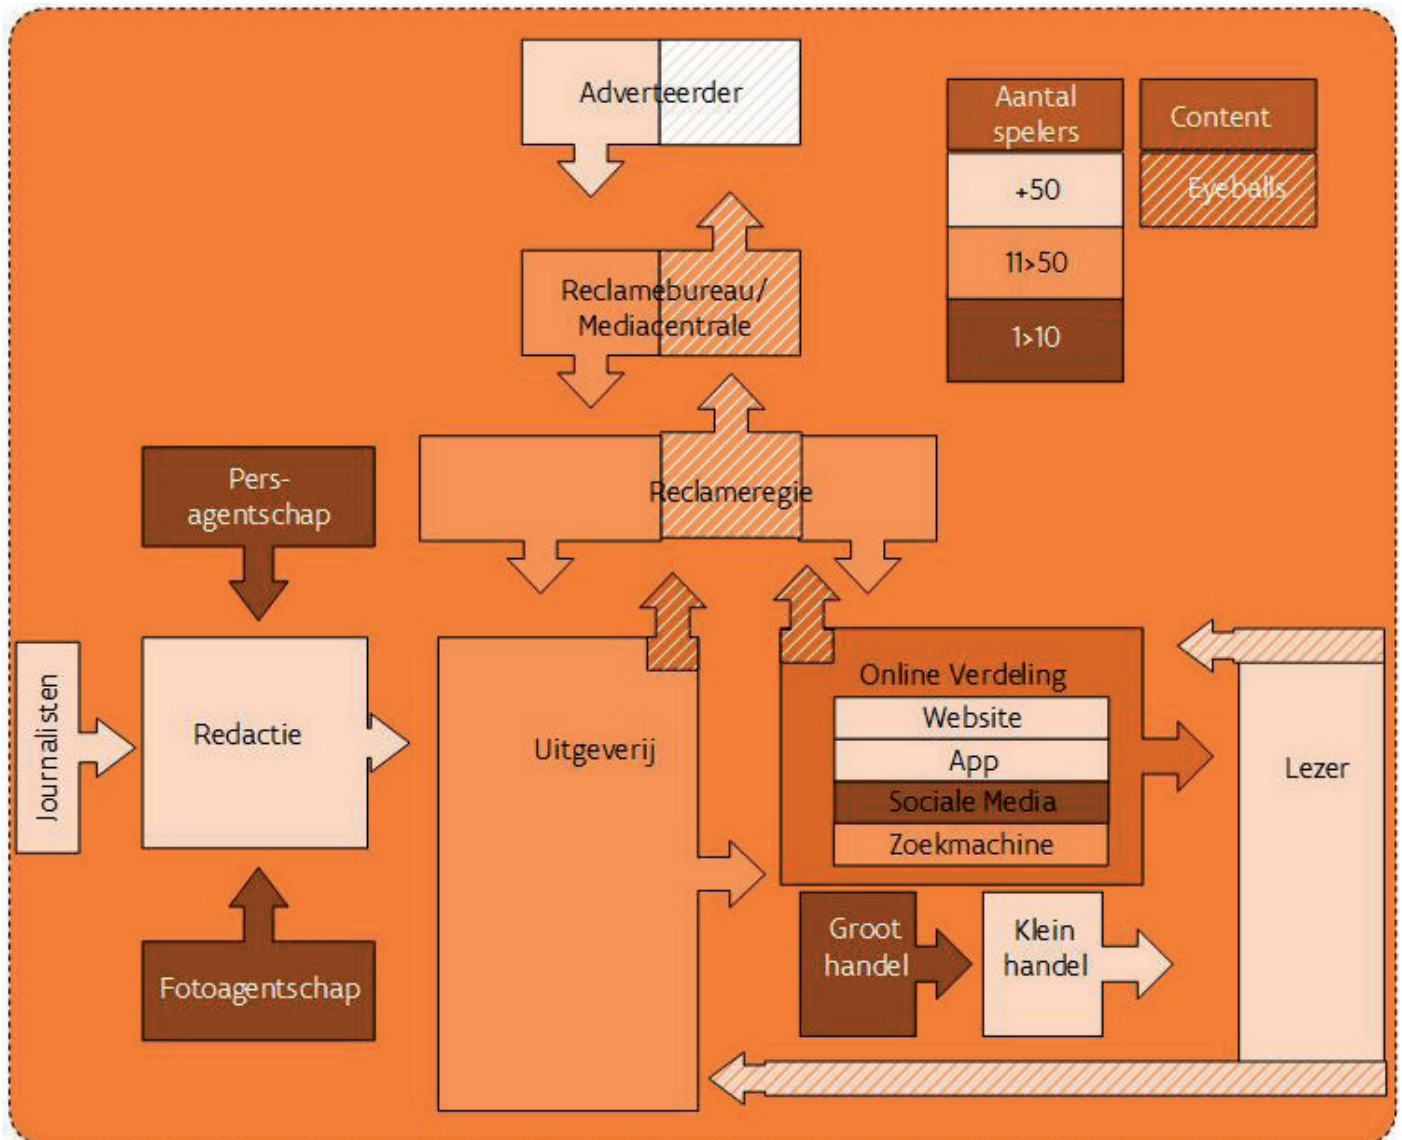 Adverteerder
Aantal
spelers
Content
+50
Eyeballs
11>50
1>10
Reclamebureau/
Mediacentrale
Reclameregie
Pers-
agentschap
Journalisten
Redactie
Fotoagentschap
Uitgeverij
Online Verdeling
Website
App
Sociale Media
Zoekmachine
Groot
handel
Klein
handel
Lezer